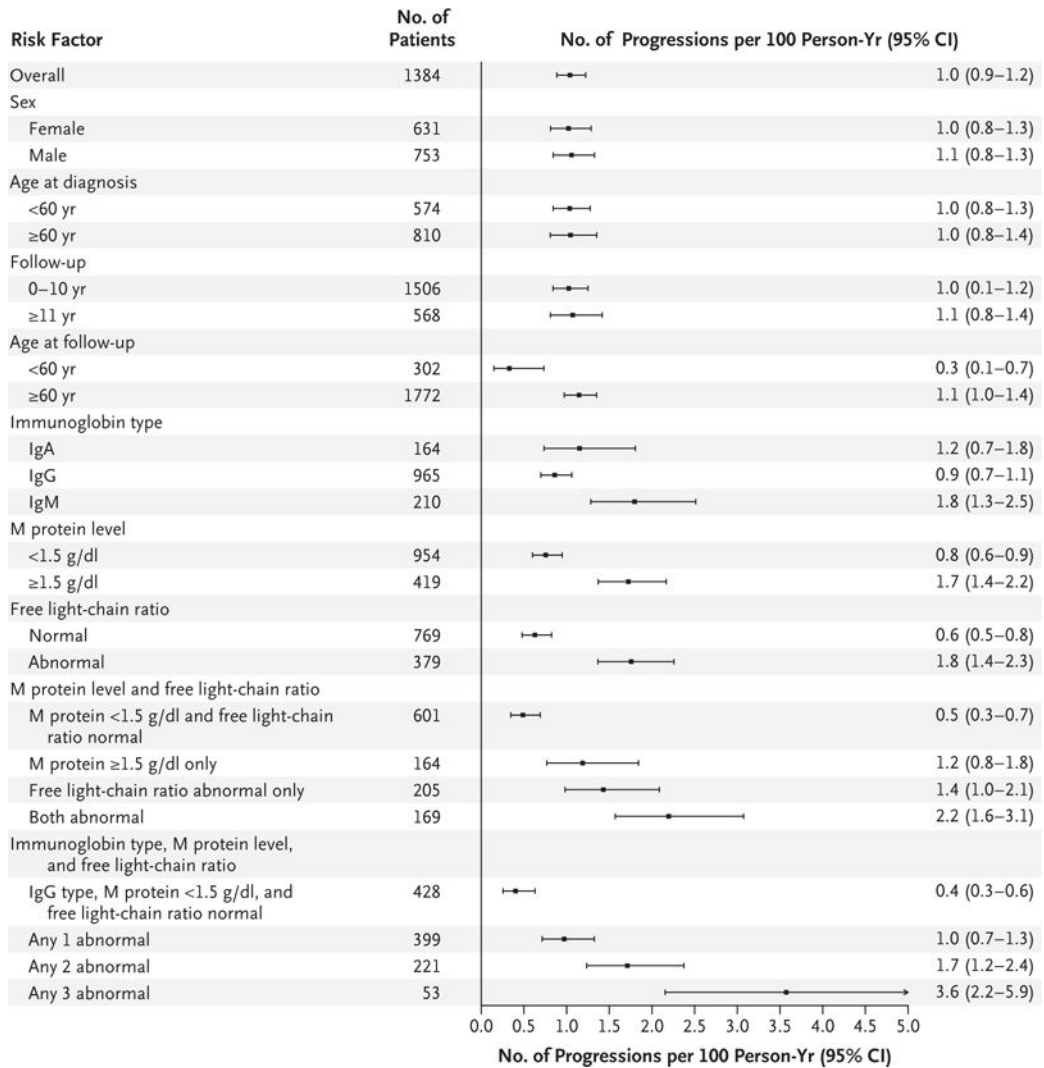 Risk Factor No. of Patients No. of Progressions per 100 Person-Yr (95% CI)
Overall 1384 1.0 (0.9–1.2)
Sex
Female 631 1.0 (0.8–1.3)
Male 753 1.1 (0.8–1.3)
Age at diagnosis
<60 yr 574 1.0 (0.8–1.3)
≥60 yr 810 1.0 (0.8–1.4)
Follow-up
0–10 yr 1506 1.0 (0.1–1.2)
≥11 yr 568 1.1 (0.8–1.4)
Age at follow-up
<60 yr 302 0.3 (0.1–0.7)
≥60 yr 1772 1.1 (1.0–1.4)
Immunoglobin type
IgA 164 1.2 (0.7–1.8)
IgG 965 0.9 (0.7–1.1)
IgM 210 1.8 (1.3–2.5)
M protein level
<1.5 g/dl 954 0.8 (0.6–0.9)
≥1.5 g/dl 419 1.7 (1.4–2.2)
Free light-chain ratio
Normal 769 0.6 (0.5–0.8)
Abnormal 379 1.8 (1.4–2.3)
M protein level and free light-chain ratio
M protein <1.5 g/dl and free light-chain 601 0.5 (0.3–0.7)
ratio normal
M protein ≥1.5 g/dl only 164 1.2 (0.8–1.8)
Free light-chain ratio abnormal only 205 1.4 (1.0–2.1)
Both abnormal 169 2.2 (1.6–3.1)
Immunoglobin type, M protein level,
and free light-chain ratio
IgG type, M protein <1.5 g/dl, and 428 0.4 (0.3–0.6)
free light-chain ratio normal
Any 1 abnormal 399 1.0 (0.7–1.3)
Any 2 abnormal 221 1.7 (1.2–2.4)
Any 3 abnormal 53 3.6 (2.2–5.9)
0.0 0.5 1.0 1.5 2.0 2.5 3.0 3.5 4.0 4.5 5.0
No. of Progressions per 100 Person-Yr (95% CI)